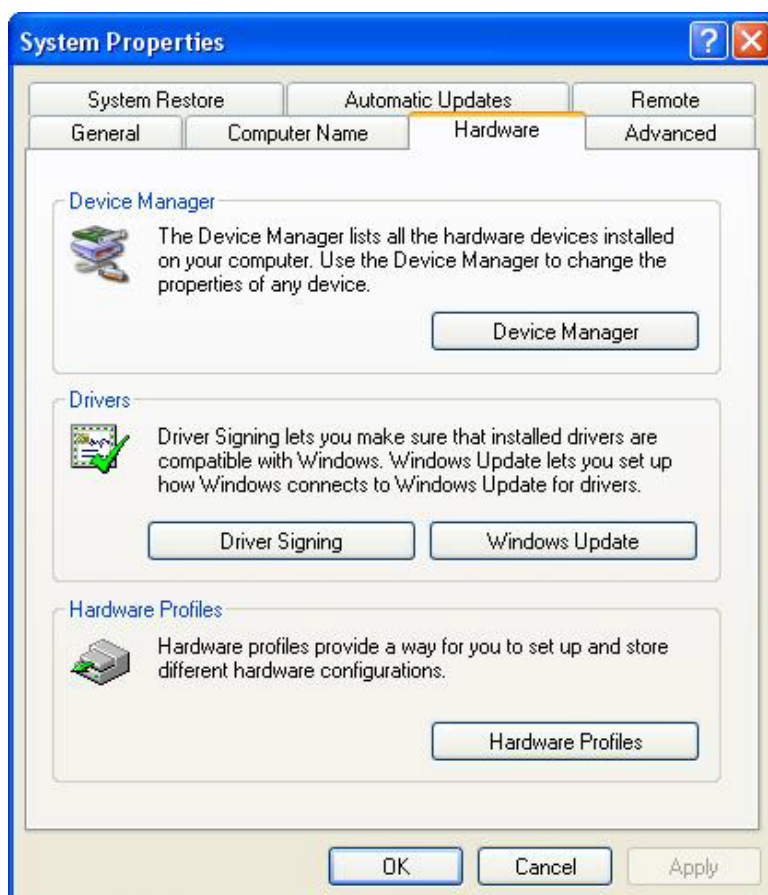 System Properties
System Restore Automatic Updates Remote
General Computer Name Hardware Advanced
Device Manager
The Device Manager lists all the hardware devices installed
on your computer. Use the Device Manager to change the
properties of any device.
Device Manager
Drivers
Driver Signing lets you make sure that installed drivers are
compatible with Windows. Windows Update lets you set up
how Windows connects to Windows Update for drivers.
Driver Signing Windows Update
Hardware Profiles
Hardware profiles provide a way for you to set up and store
different hardware configurations.
Hardware Profiles
OK Cancel Apply